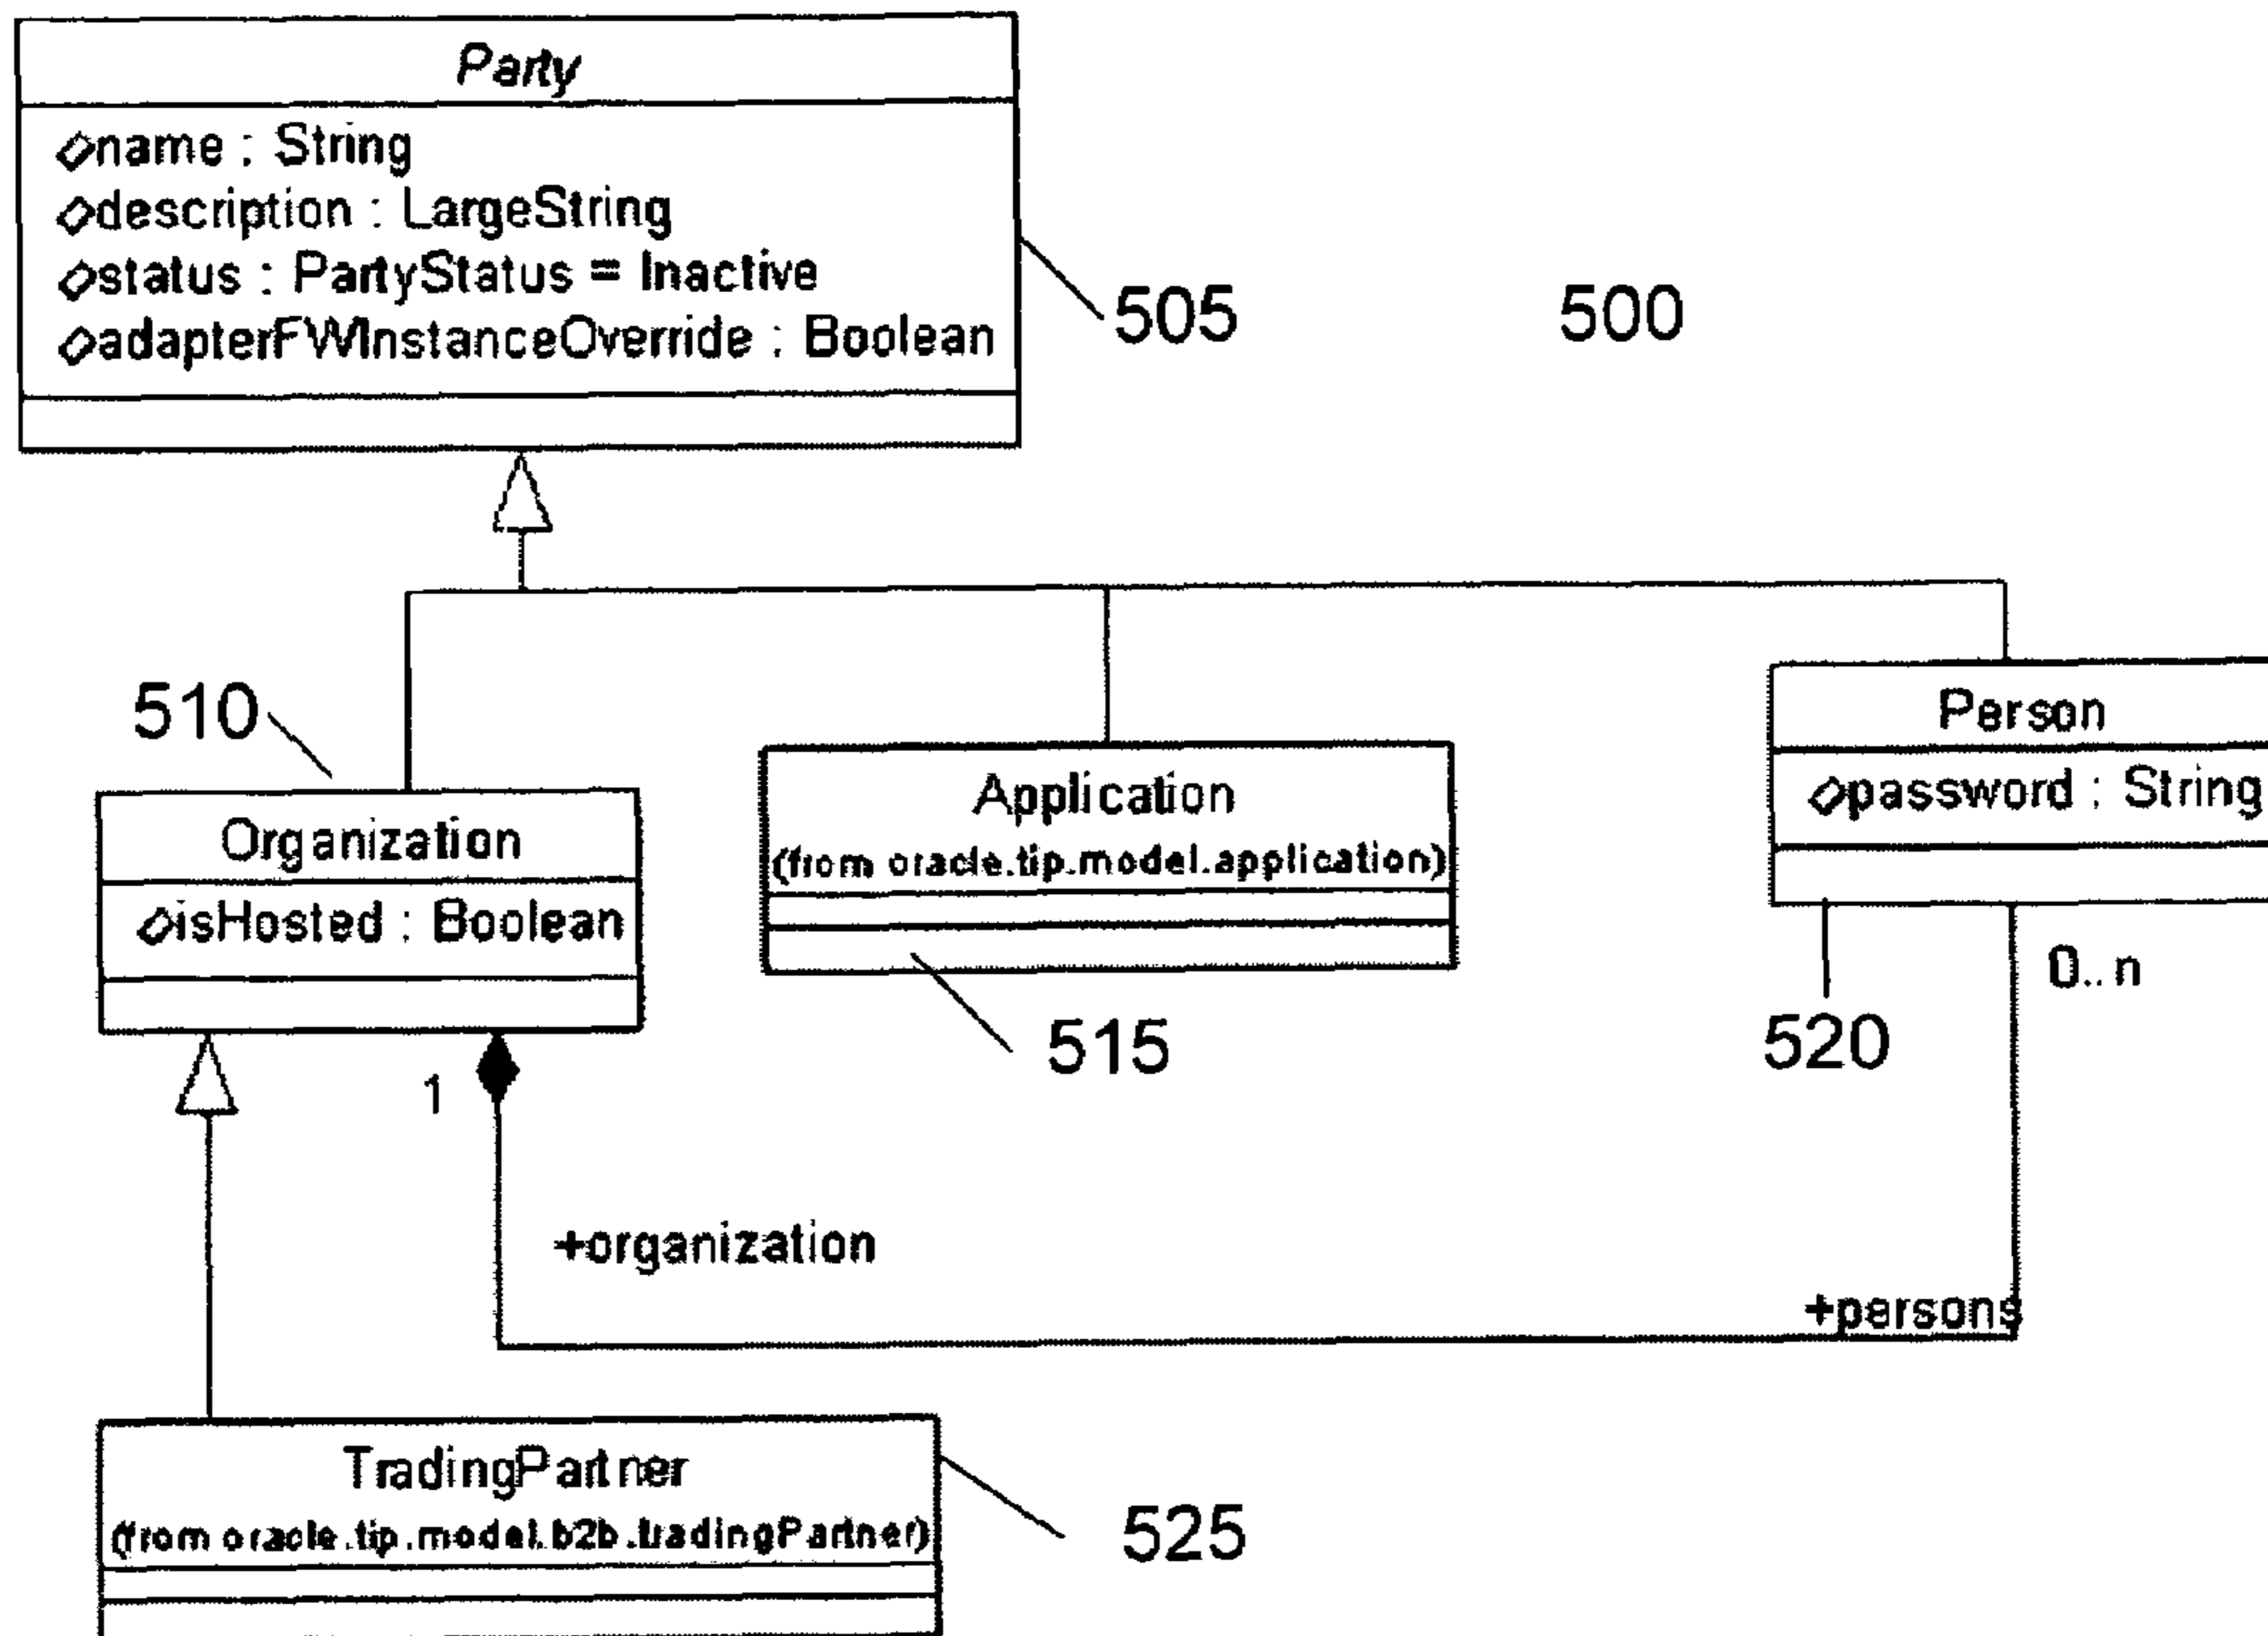 Party
name : String
description : LargeString
status : PartyStatus = Inactive
adapterFWInstanceOverride : Boolean
505
500
510
Organization
isHosted : Boolean
Application
(from oracle.tip.model.application)
515
Person
password : String
520
0..n
1
+organization
+persons
TradingPartner
(from oracle.tip.model.b2b.tradingPartner)
525